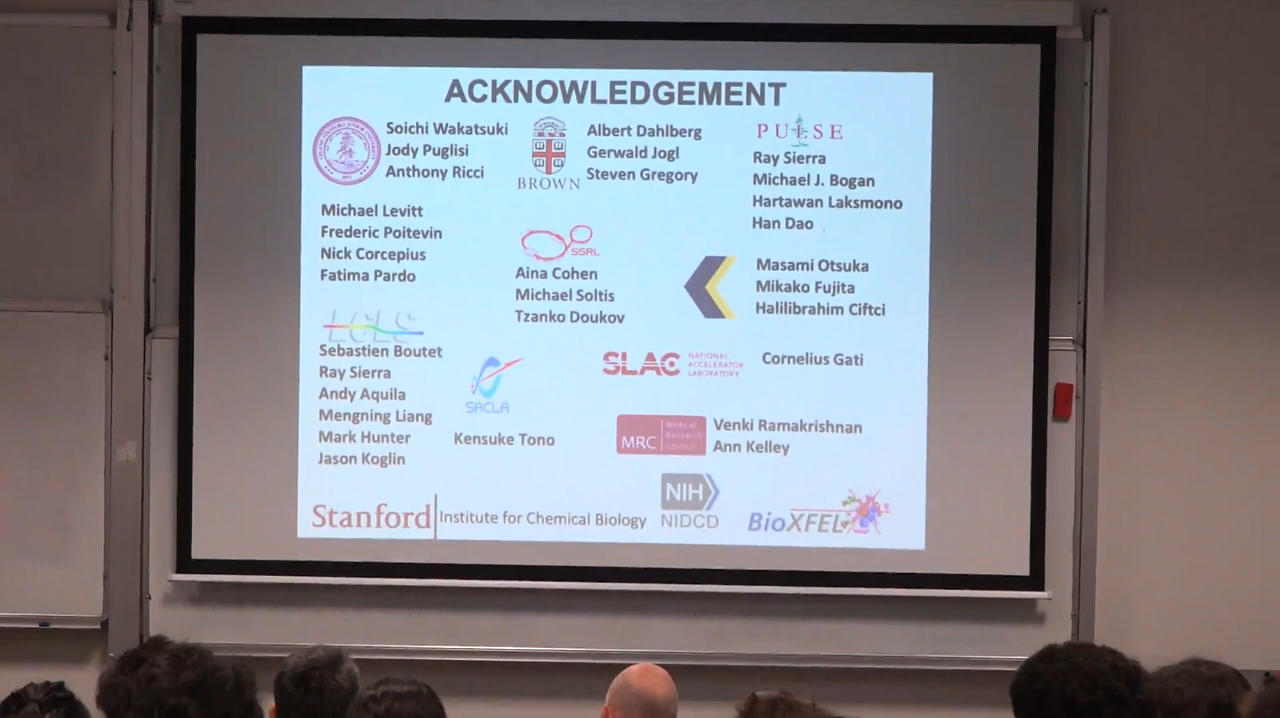 ACKNOWLEDGEMENT
Soichi Wakatsuki
Jody Puglisi
Anthony Ricci
Michael Levitt
Frederic Poitevin
Nick Corcepius
Fatima Pardo
BROWN
Albert Dahlberg
Gerwald Jogl
Steven Gregory
PULSE
Ray Sierra
Michael J. Bogan
Hartawan Laksmono
Han Dao
SSRL
Aina Cohen
Michael Soltis
Tzanko Doukov
Masami Otsuka
Mikako Fujita
Halilibrahim Ciftci
LCLS
Sebastien Boutet
Ray Sierra
Andy Aquila
Mengning Liang
Mark Hunter
Jason Koglin
SACLA
Kensuke Tono
SLAC
NATIONAL
ACCELERATOR
LABORATORY
Cornelius Gati
MRC
Medical
Research
Council
Venki Ramakrishnan
Ann Kelley
Stanford
Institute for Chemical Biology
NIH
NIDCD
BioXFEL